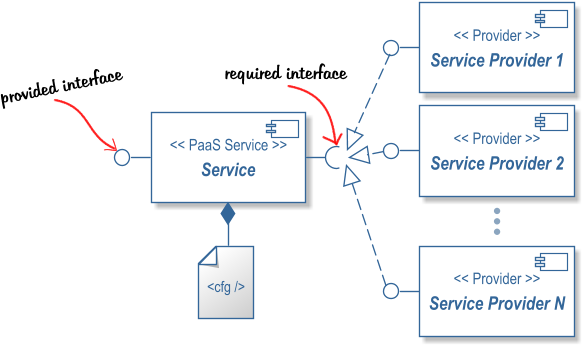 << Provider >>
Service Provider 1
required interface
provided interface
<< PaaS Service >>
Service
<< Provider >>
Service Provider 2
<cfg />
<< Provider >>
Service Provider N